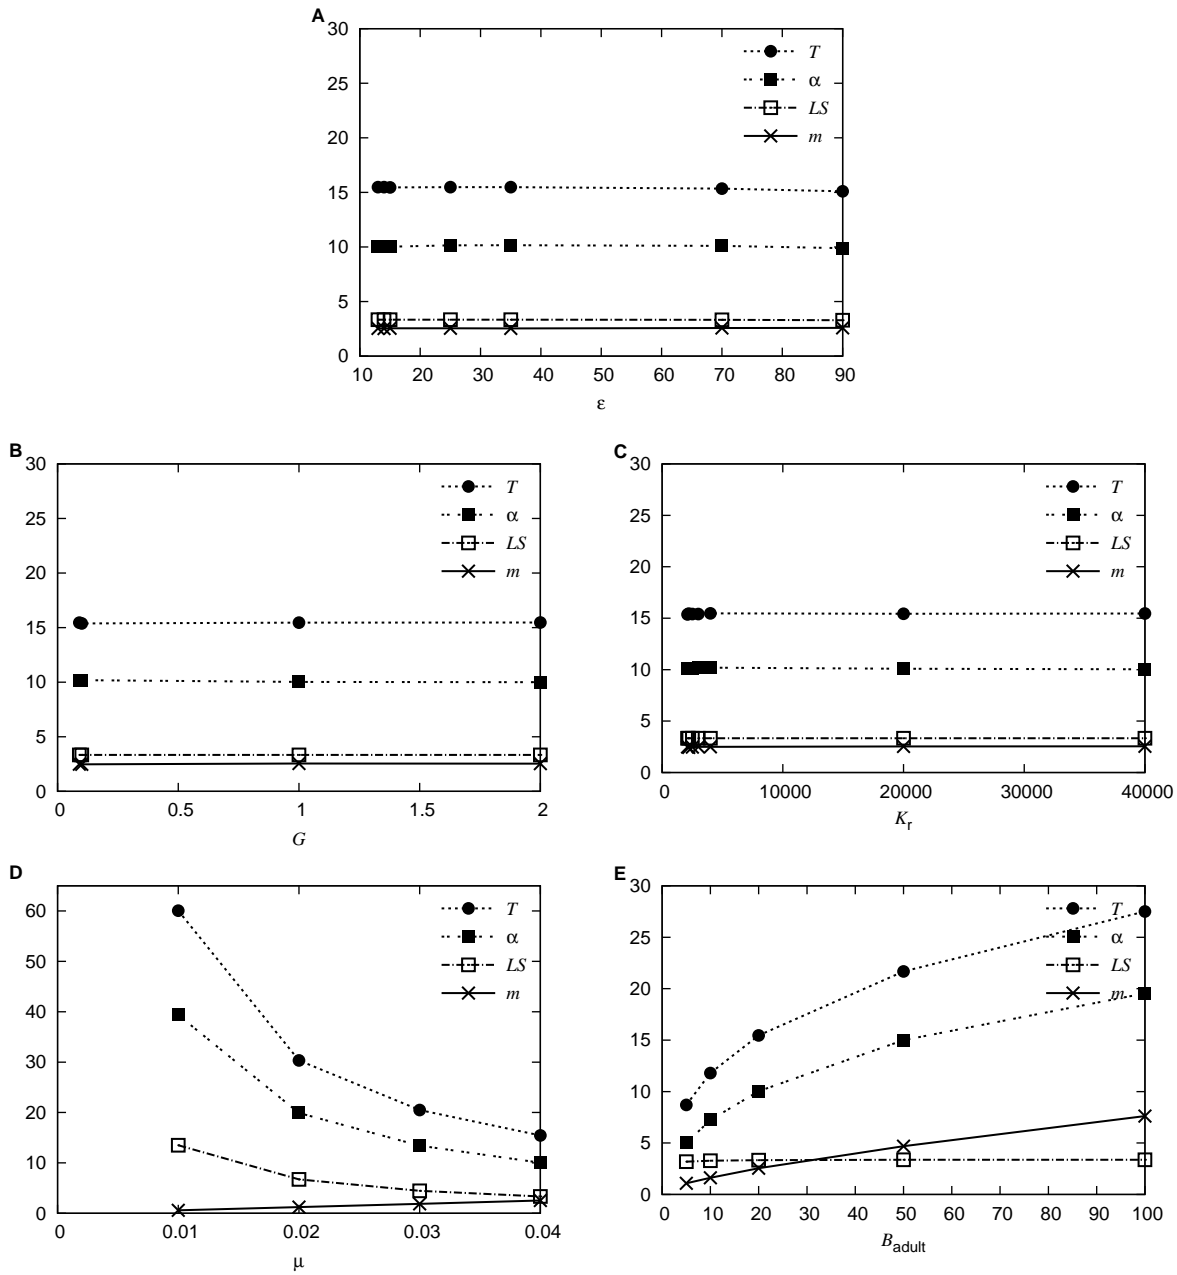 A
30
25
20
15
10
5
0
T
α
LS
m
10 20 30 40 50 60 70 80 90
ε
B
30
25
20
15
10
5
0
T
α
LS
m
0 0.5 1 1.5 2
G
C
30
25
20
15
10
5
0
T
α
LS
m
0 10000 20000 30000 40000
Kr
D
60
50
40
30
20
10
0
T
α
LS
m
0 0.01 0.02 0.03 0.04
μ
E
30
25
20
15
10
5
0
T
α
LS
m
0 10 20 30 40 50 60 70 80 90 100
Badult